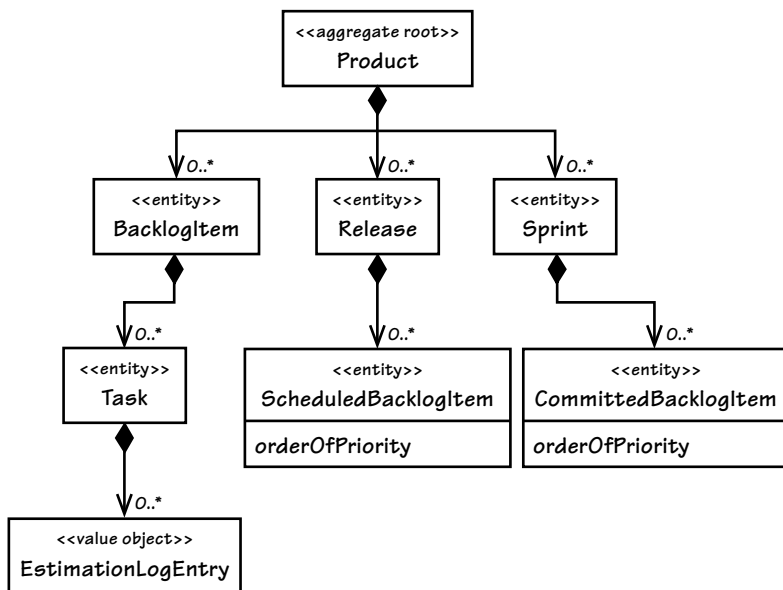 <<aggregate root>>
Product
0..*
0..*
0..*
<<entity>>
BacklogItem
<<entity>>
Release
<<entity>>
Sprint
0..*
0..*
0..*
<<entity>>
Task
<<entity>>
ScheduledBacklogItem
orderOfPriority
<<entity>>
CommittedBacklogItem
orderOfPriority
0..*
<<value object>>
EstimationLogEntry